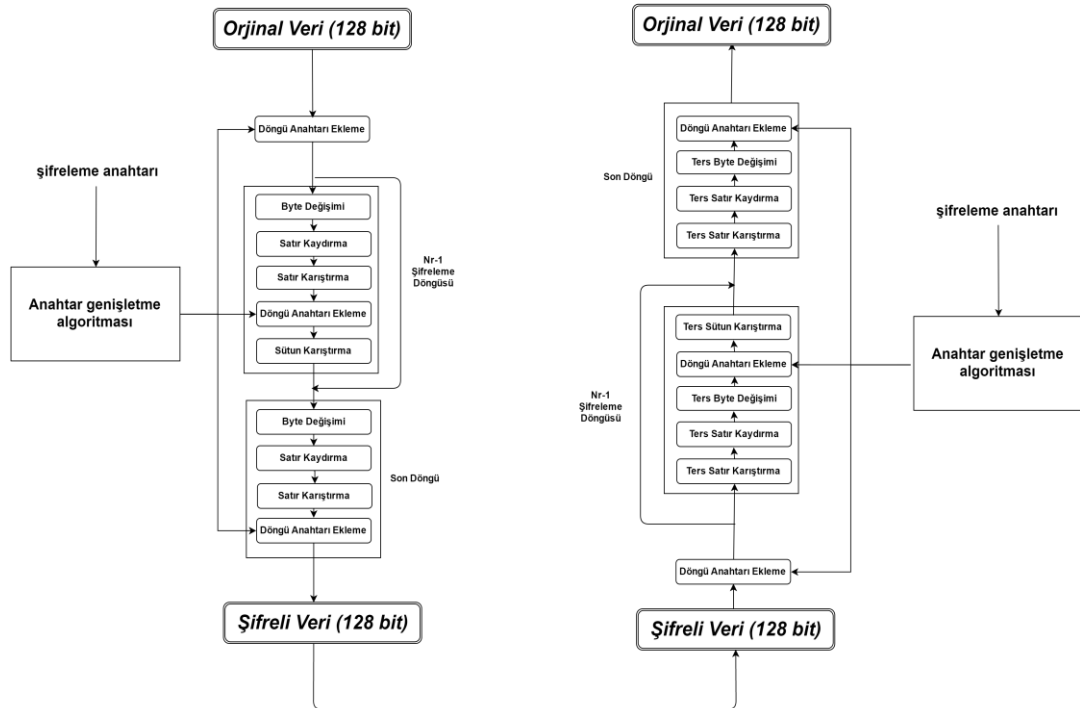 Orjinal Veri (128 bit)
Döngü Anahtarı Ekleme
şifreleme anahtarı
Anahtar genişletme
algoritması
Byte Değişimi
Satır Kaydırma
Satır Karıştırma
Döngü Anahtarı Ekleme
Sütun Karıştırma
Nr-1
Şifreleme
Döngüsü
Byte Değişimi
Satır Kaydırma
Satır Karıştırma
Döngü Anahtarı Ekleme
Son Döngü
Şifreli Veri (128 bit)
Orjinal Veri (128 bit)
Döngü Anahtarı Ekleme
Ters Byte Değişimi
Ters Satır Kaydırma
Ters Satır Karıştırma
Son Döngü
şifreleme anahtarı
Anahtar genişletme
algoritması
Ters Sütun Karıştırma
Döngü Anahtarı Ekleme
Ters Byte Değişimi
Ters Satır Kaydırma
Ters Satır Karıştırma
Nr-1
Şifreleme
Döngüsü
Döngü Anahtarı Ekleme
Şifreli Veri (128 bit)